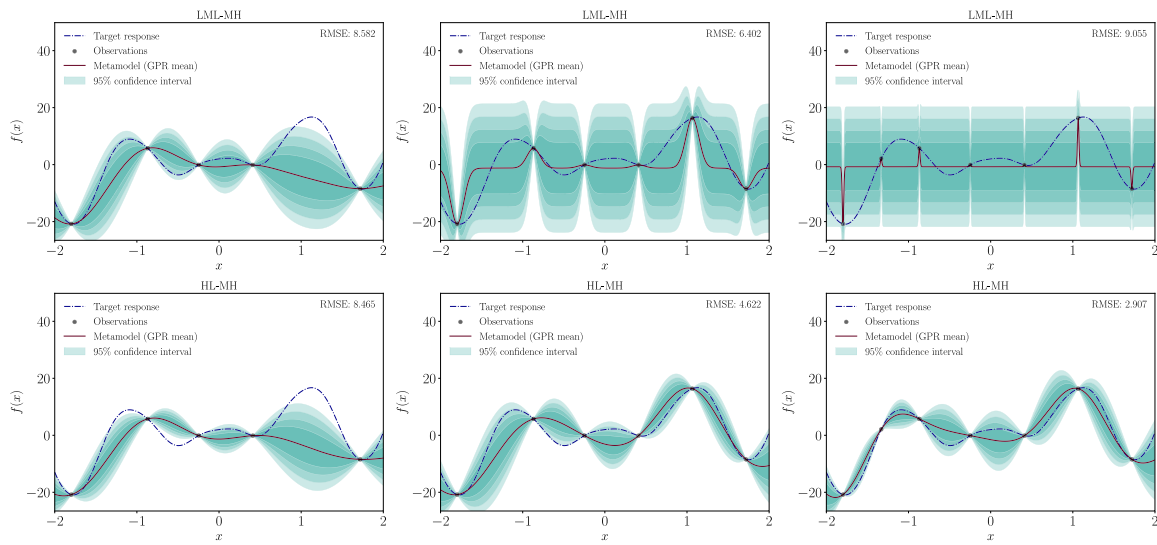 LML-MH
Target response
Observations
Metamodel (GPR mean)
95% confidence interval
RMSE: 8.582
f(x)
40
20
0
−20
−2
−1
0
1
2
x
LML-MH
Target response
Observations
Metamodel (GPR mean)
95% confidence interval
RMSE: 6.402
f(x)
40
20
0
−20
−2
−1
0
1
2
x
LML-MH
Target response
Observations
Metamodel (GPR mean)
95% confidence interval
RMSE: 9.055
f(x)
40
20
0
−20
−2
−1
0
1
2
x
HL-MH
Target response
Observations
Metamodel (GPR mean)
95% confidence interval
RMSE: 8.465
f(x)
40
20
0
−20
−2
−1
0
1
2
x
HL-MH
Target response
Observations
Metamodel (GPR mean)
95% confidence interval
RMSE: 4.622
f(x)
40
20
0
−20
−2
−1
0
1
2
x
HL-MH
Target response
Observations
Metamodel (GPR mean)
95% confidence interval
RMSE: 2.907
f(x)
40
20
0
−20
−2
−1
0
1
2
x